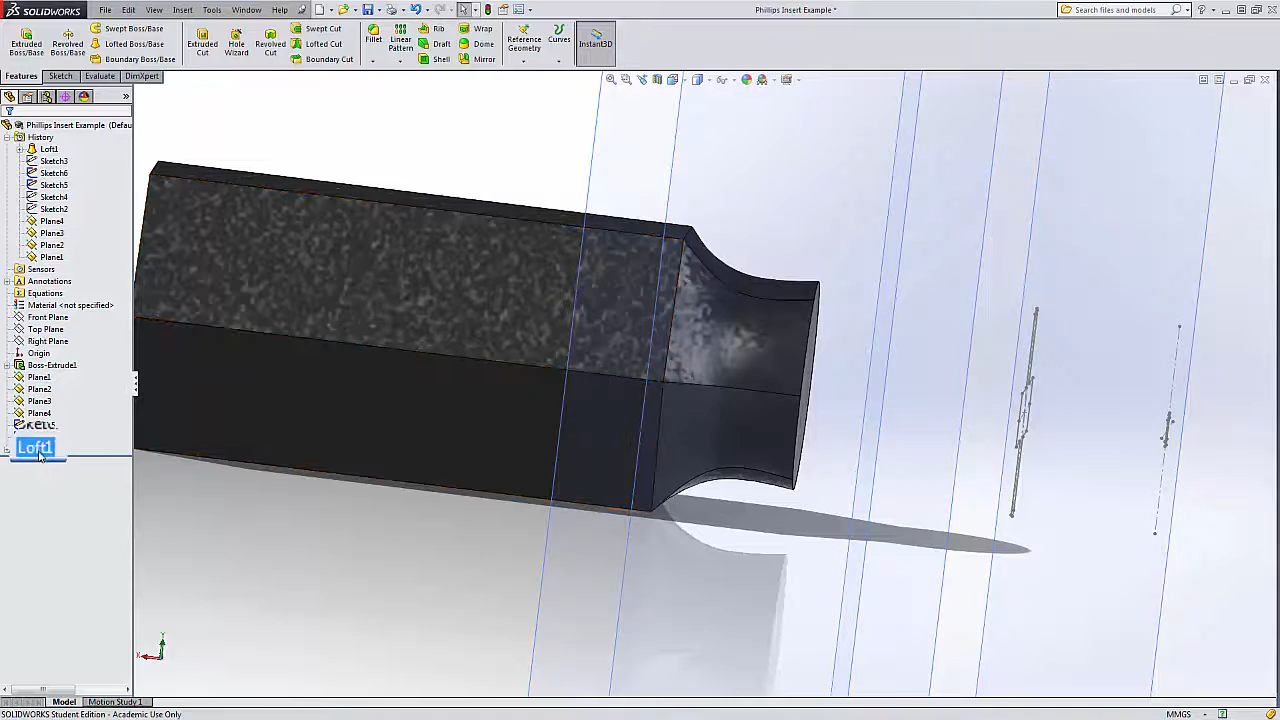 SOLIDWORKS File Edit View Insert Tools Window Help Phillips Insert Example * Search files and models
Extruded Boss/Base
Revolved Boss/Base
Swept Boss/Base
Lofted Boss/Base
Boundary Boss/Base
Extruded Cut
Hole Wizard
Revolved Cut
Swept Cut
Lofted Cut
Boundary Cut
Fillet
Linear Pattern
Rib
Draft
Shell
Wrap
Dome
Mirror
Reference Geometry
Curves
Instant3D
Features Sketch Evaluate DimXpert
Phillips Insert Example (Defau
History
Loft1
Sketch3
Sketch6
Sketch5
Sketch4
Sketch2
Plane4
Plane3
Plane2
Plane1
Sensors
Annotations
Equations
Material <not specified>
Front Plane
Top Plane
Right Plane
Origin
Boss-Extrude1
Plane1
Plane2
Plane3
Plane4
Loft1
Y
Model Motion Study 1
SOLIDWORKS Student Edition - Academic Use Only MMGS